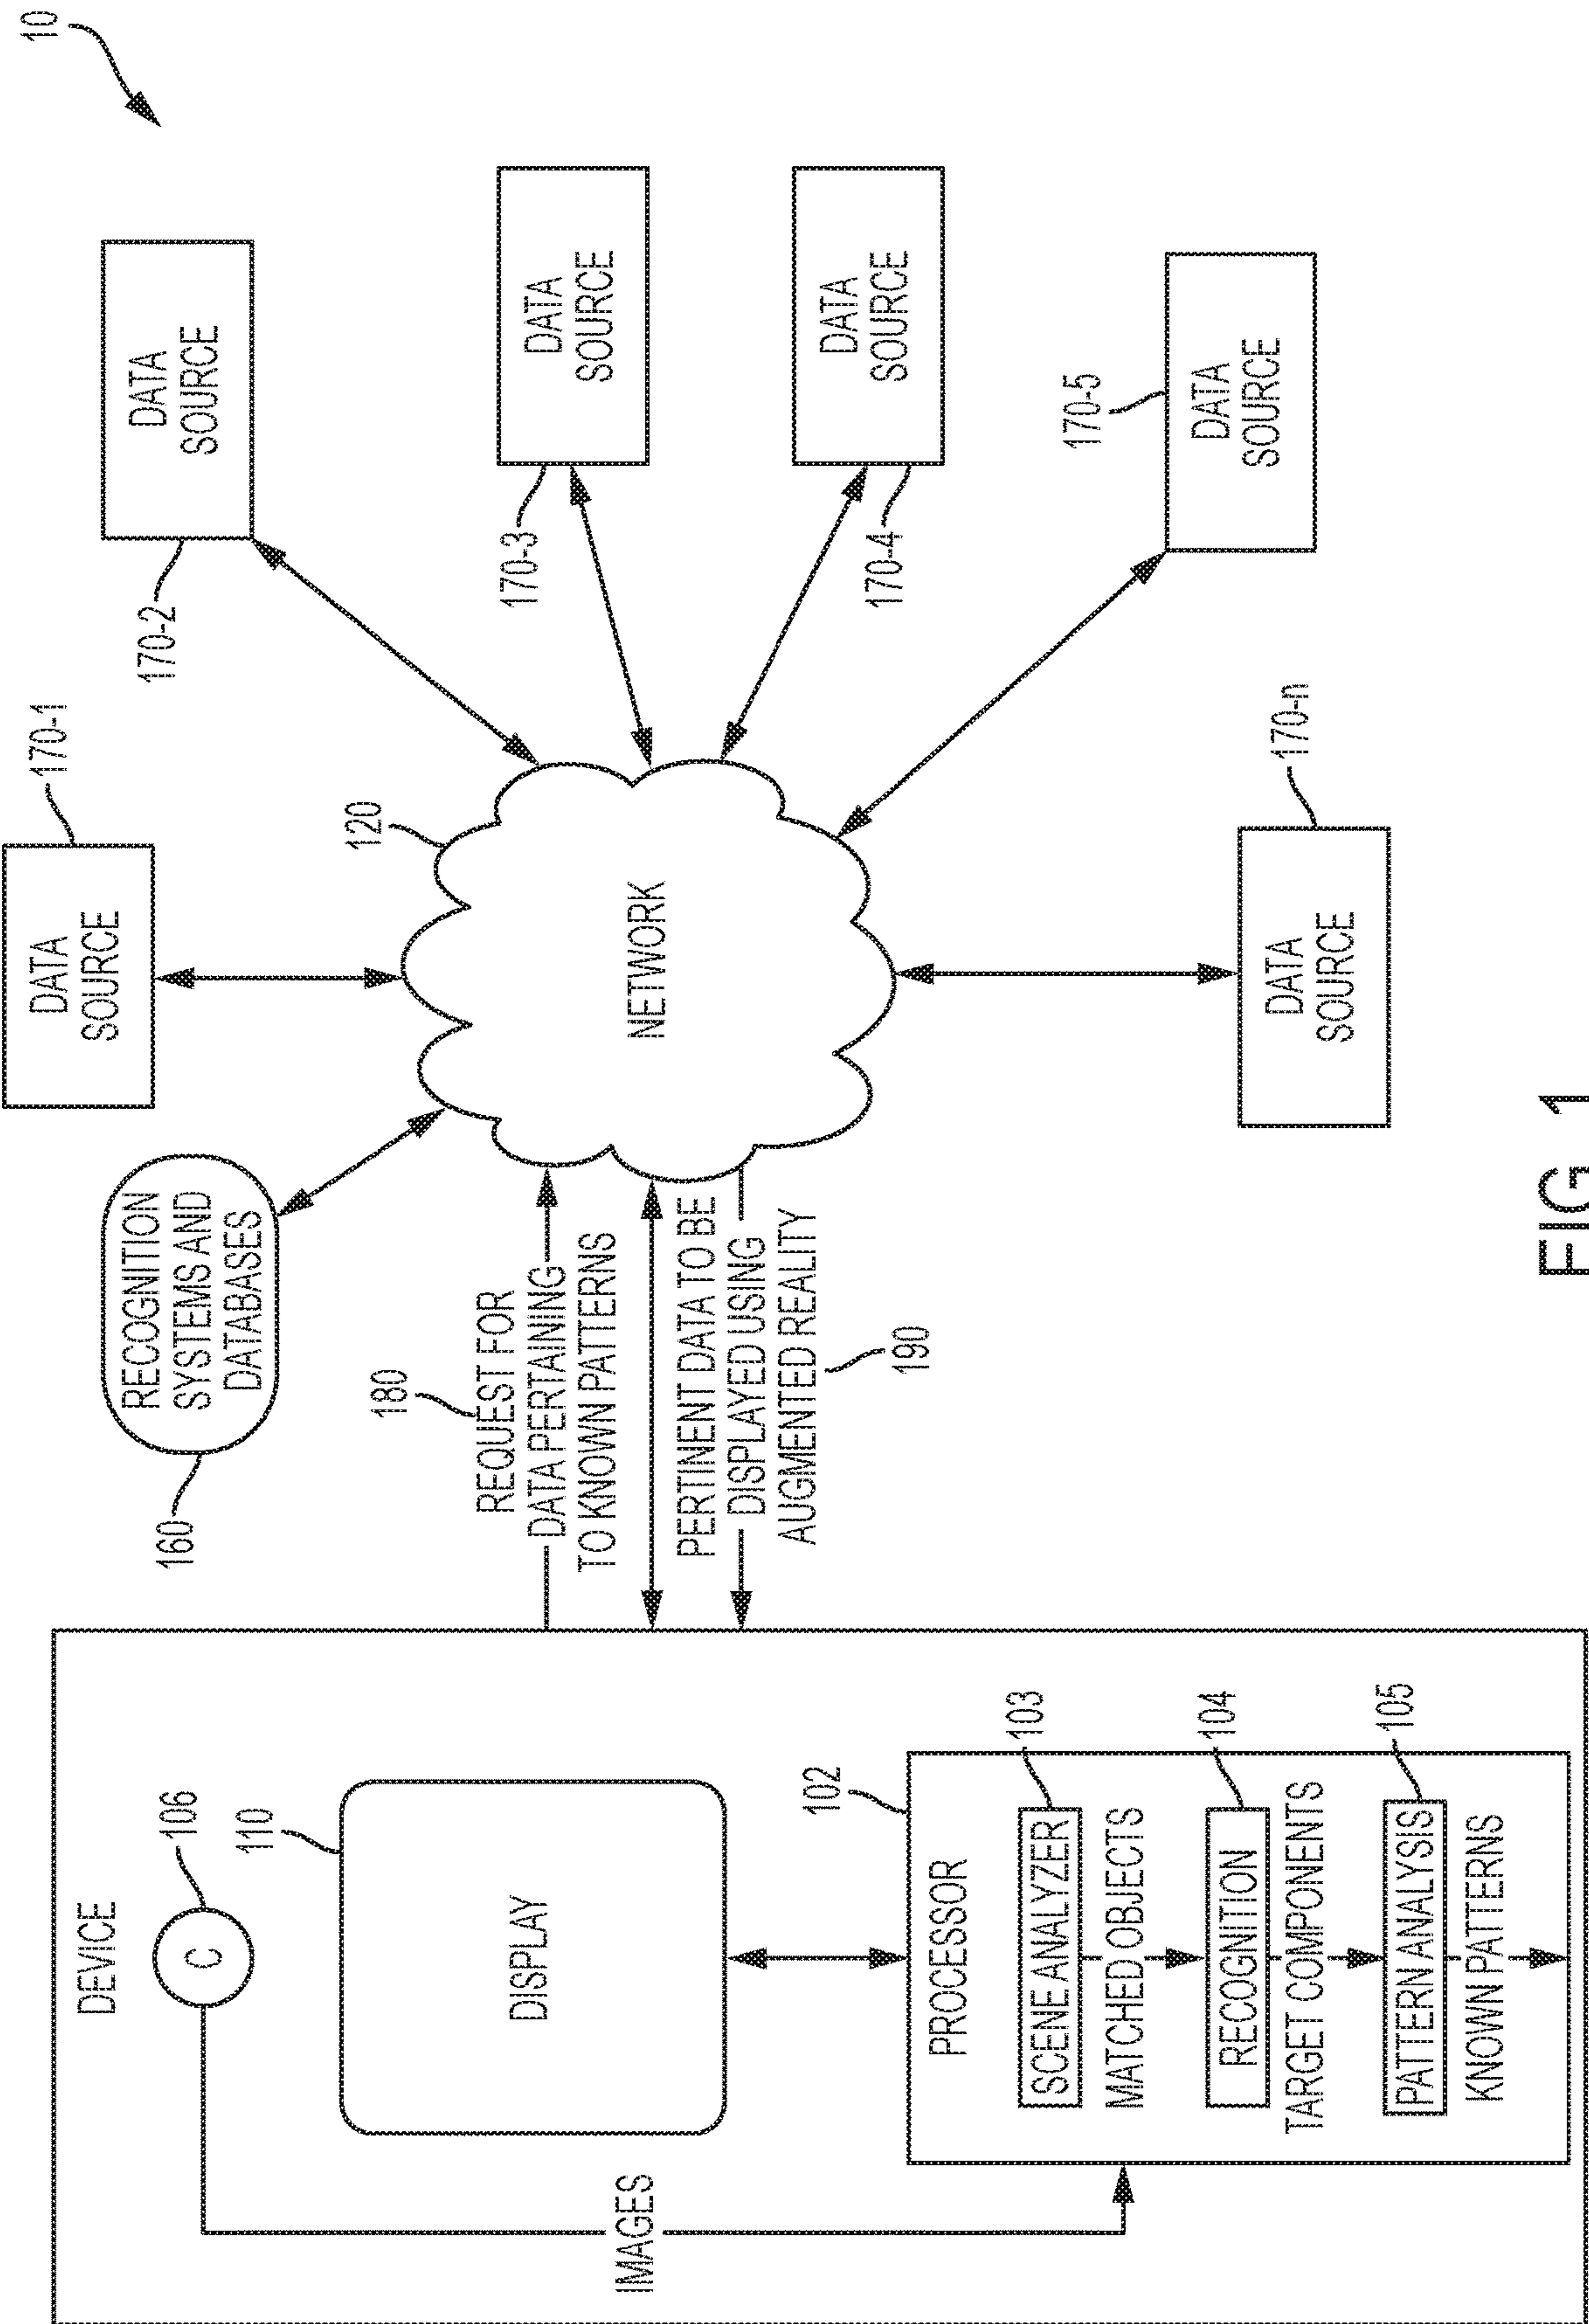 10
DEVICE
C
106
110
DISPLAY
IMAGES
102
PROCESSOR
103
SCENE ANALYZER
MATCHED OBJECTS
104
RECOGNITION
TARGET COMPONENTS
105
PATTERN ANALYSIS
KNOWN PATTERNS
160
RECOGNITION
SYSTEMS AND
DATABASES
180
REQUEST FOR
DATA PERTAINING
TO KNOWN PATTERNS
PERTINENT DATA TO BE
DISPLAYED USING
AUGMENTED REALITY
190
120
NETWORK
DATA
SOURCE
170-1
DATA
SOURCE
170-2
DATA
SOURCE
170-3
DATA
SOURCE
170-4
DATA
SOURCE
170-5
DATA
SOURCE
170-n
FIG.1